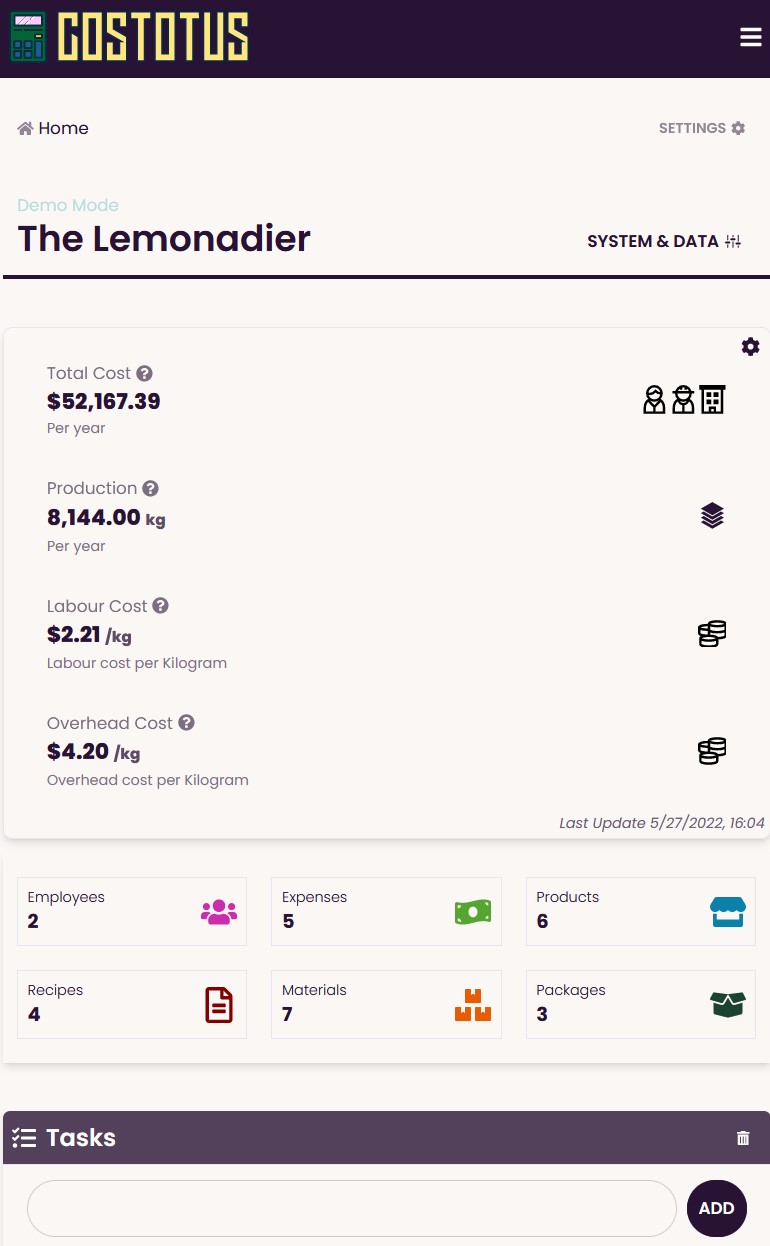 COSTOTUS
Home
SETTINGS
Demo Mode
The Lemonadier
SYSTEM & DATA
Total Cost ?
$52,167.39
Per year
Production ?
8,144.00 kg
Per year
Labour Cost ?
$2.21 /kg
Labour cost per Kilogram
Overhead Cost ?
$4.20 /kg
Overhead cost per Kilogram
Last Update 5/27/2022, 16:04
Employees
2
Expenses
5
Products
6
Recipes
4
Materials
7
Packages
3
Tasks
ADD